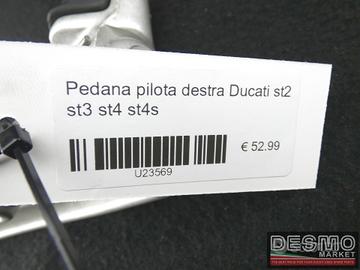 Pedana pilota destra Ducati st2
st3 st4 st4s
€ 52.99
U23569
DESMO
MARKET